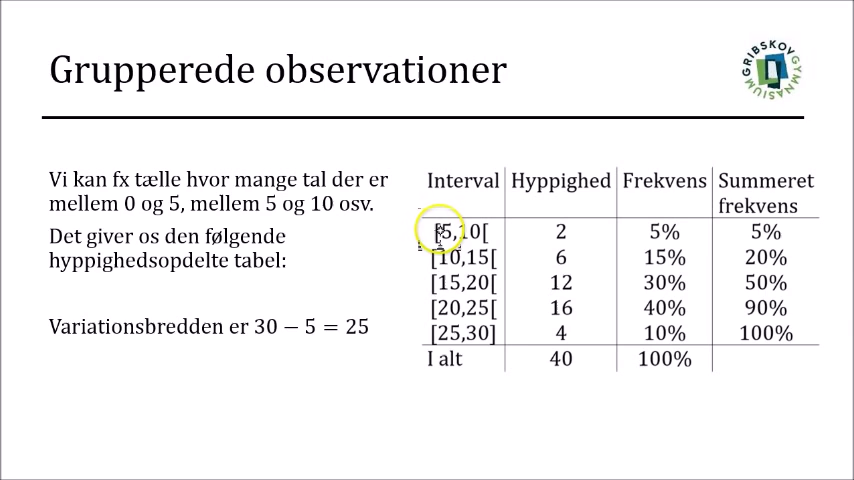 Grupperede observationer
GRIBSKOV GYMNASIUM
Vi kan fx tælle hvor mange tal der er
mellem 0 og 5, mellem 5 og 10 osv.
Det giver os den følgende
hyppighedsopdelte tabel:
Variationsbredden er 30 − 5 = 25
Interval Hyppighed Frekvens Summeret
frekvens
[5,10[ 2 5% 5%
[10,15[ 6 15% 20%
[15,20[ 12 30% 50%
[20,25[ 16 40% 90%
[25,30] 4 10% 100%
I alt 40 100%